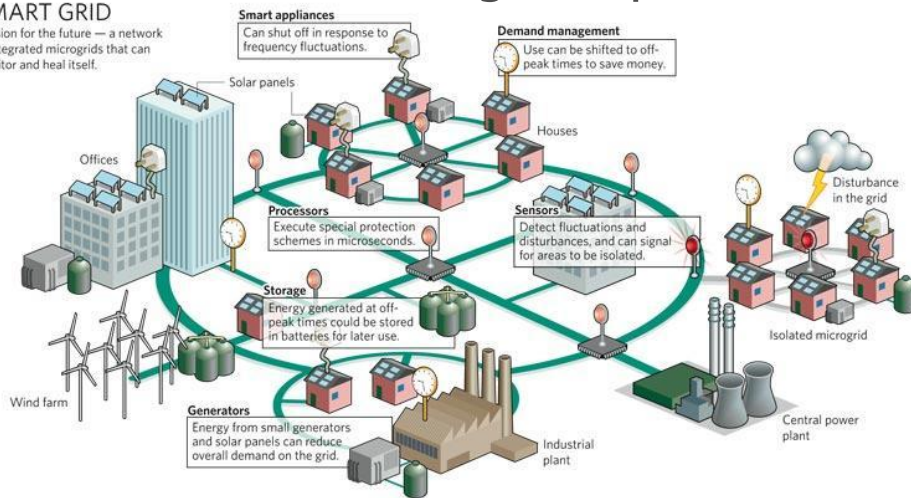 MART GRID
sion for the future — a network
tegrated microgrids that can
itor and heal itself.
Smart appliances
Can shut off in response to
frequency fluctuations.
Demand management
Use can be shifted to off-
peak times to save money.
Solar panels
Houses
Offices
Disturbance
in the grid
Processors
Execute special protection
schemes in microseconds.
Sensors
Detect fluctuations and
disturbances, and can signal
for areas to be isolated.
Storage
Energy generated at off-
peak times could be stored
in batteries for later use.
Isolated microgrid
Wind farm
Generators
Energy from small generators
and solar panels can reduce
overall demand on the grid.
Industrial
plant
Central power
plant